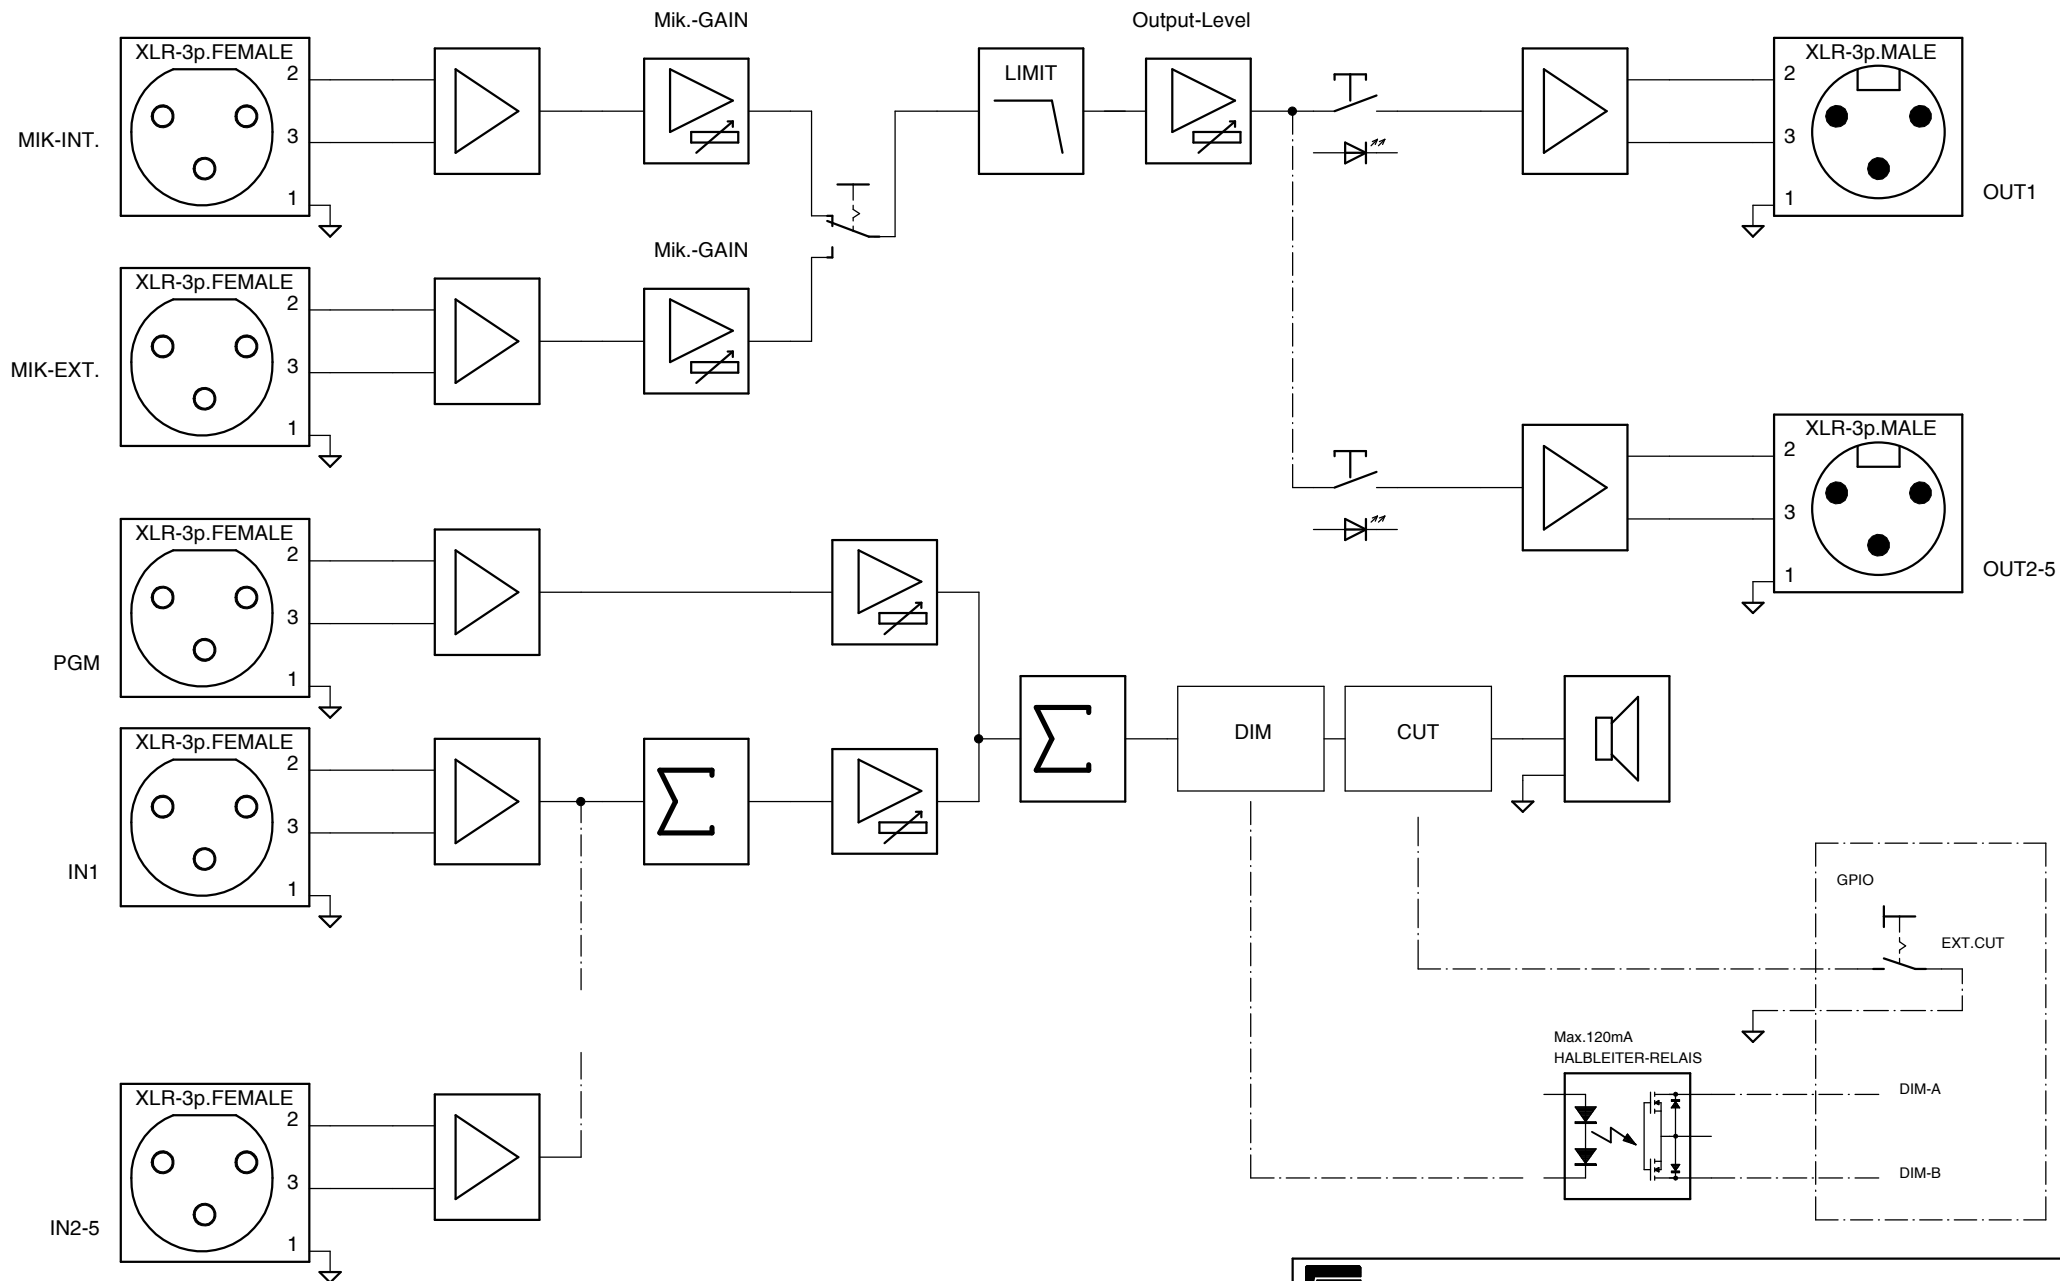 Mik.-GAIN
Output-Level
XLR-3p.FEMALE
2
3
1
MIK-INT.
LIMIT
XLR-3p.MALE
2
3
1
OUT1
Mik.-GAIN
XLR-3p.FEMALE
2
3
1
MIK-EXT.
XLR-3p.MALE
2
3
1
OUT2-5
XLR-3p.FEMALE
2
3
1
PGM
XLR-3p.FEMALE
2
3
1
IN1
DIM
CUT
GPIO
EXT.CUT
Max.120mA
HALBLEITER-RELAIS
DIM-A
DIM-B
XLR-3p.FEMALE
2
3
1
IN2-5